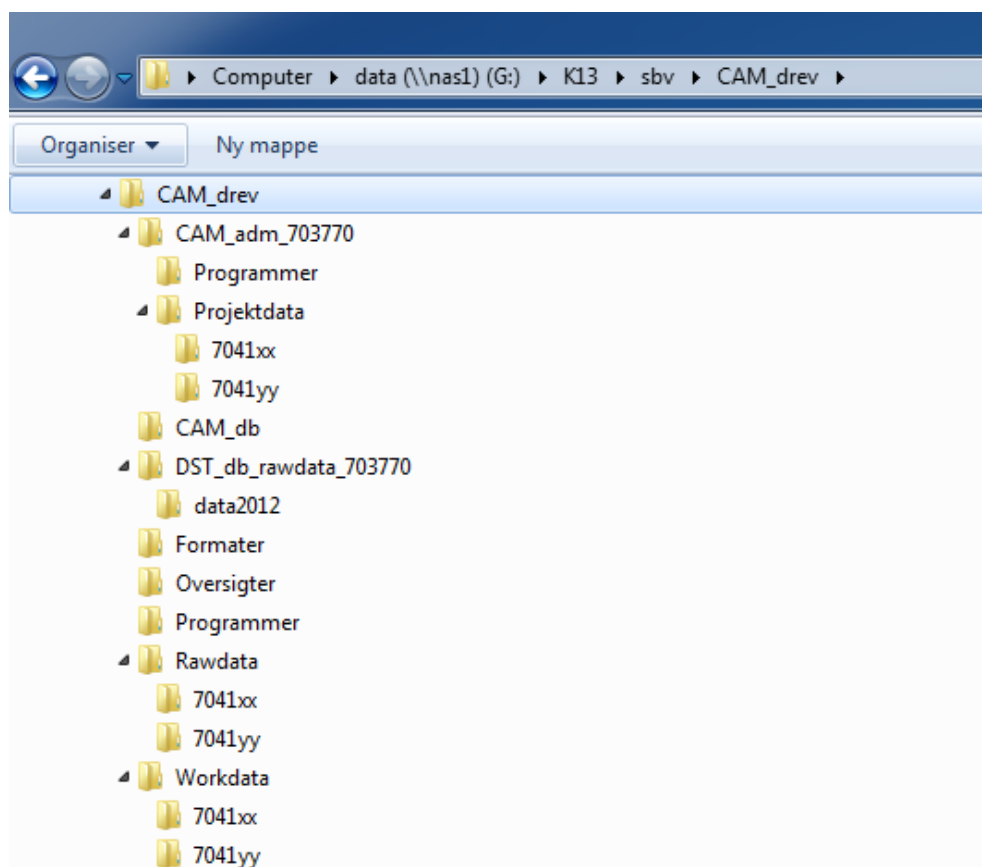 Computer data (\\nas1) (G:) K13 sbv CAM_drev
Organiser Ny mappe
CAM_drev
CAM_adm_703770
Programmer
Projektdata
7041xx
7041yy
CAM_db
DST_db_rawdata_703770
data2012
Formater
Oversigter
Programmer
Rawdata
7041xx
7041yy
Workdata
7041xx
7041yy